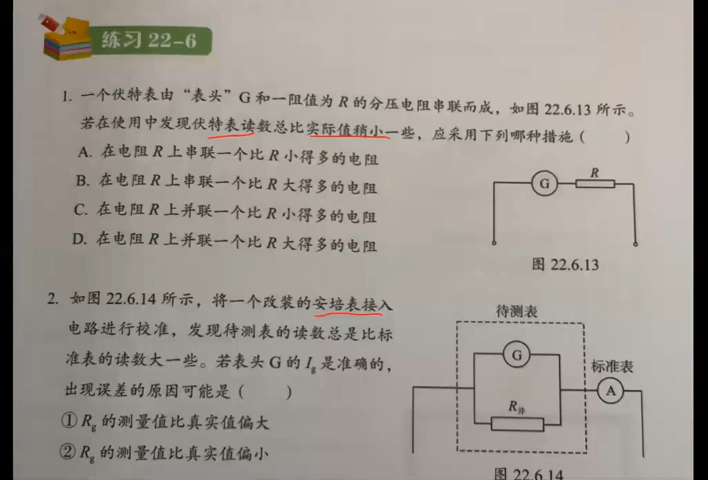 练习 22-6
1. 一个伏特表由“表头”G 和一阻值为 R 的分压电阻串联而成，如图 22.6.13 所示。
若在使用中发现伏特表读数总比实际值稍小一些，应采用下列哪种措施（　　）
A. 在电阻 R 上串联一个比 R 小得多的电阻
B. 在电阻 R 上串联一个比 R 大得多的电阻
C. 在电阻 R 上并联一个比 R 小得多的电阻
D. 在电阻 R 上并联一个比 R 大得多的电阻
G
R
图 22.6.13
2. 如图 22.6.14 所示，将一个改装的安培表接入
电路进行校准，发现待测表的读数总是比标
准表的读数大一些。若表头 G 的 Ig 是准确的，
出现误差的原因可能是（　　）
① Rg 的测量值比真实值偏大
② Rg 的测量值比真实值偏小
待测表
G
R并
标准表
A
图 22.6.14